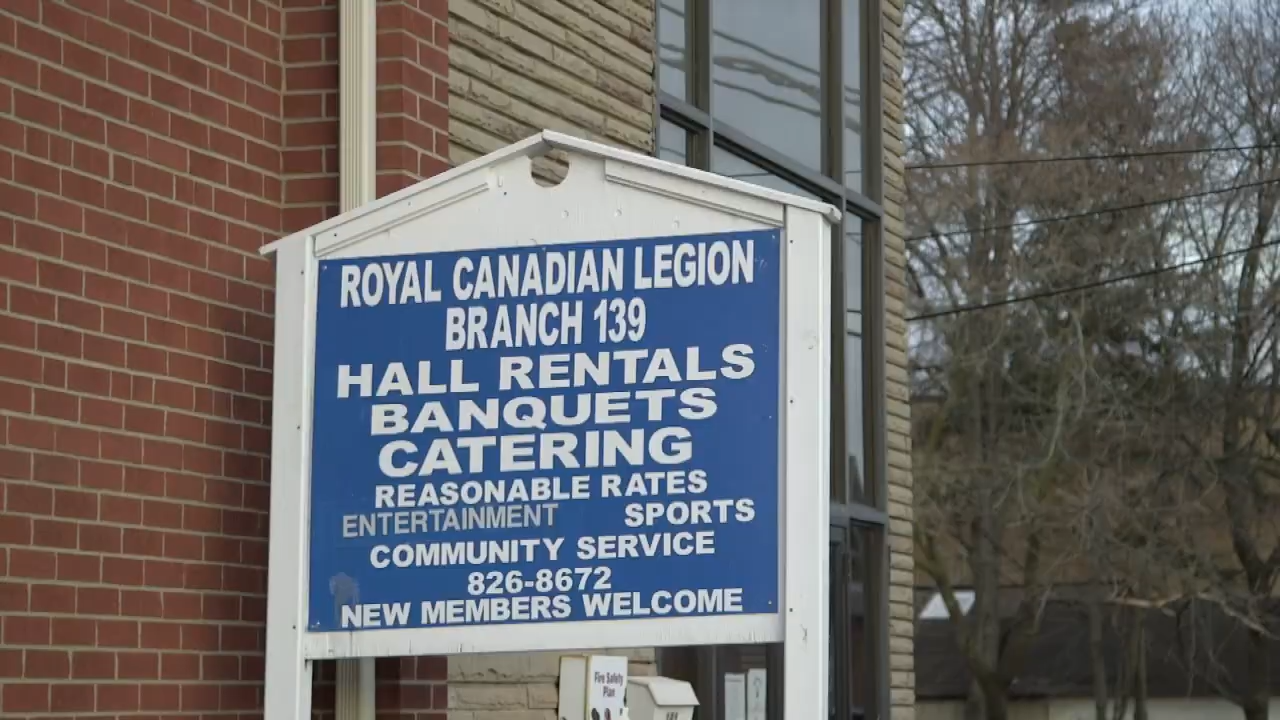 ROYAL CANADIAN LEGION
BRANCH 139
HALL RENTALS
BANQUETS
CATERING
REASONABLE RATES
ENTERTAINMENT SPORTS
COMMUNITY SERVICE
826-8672
NEW MEMBERS WELCOME
Fire Safety
Plan